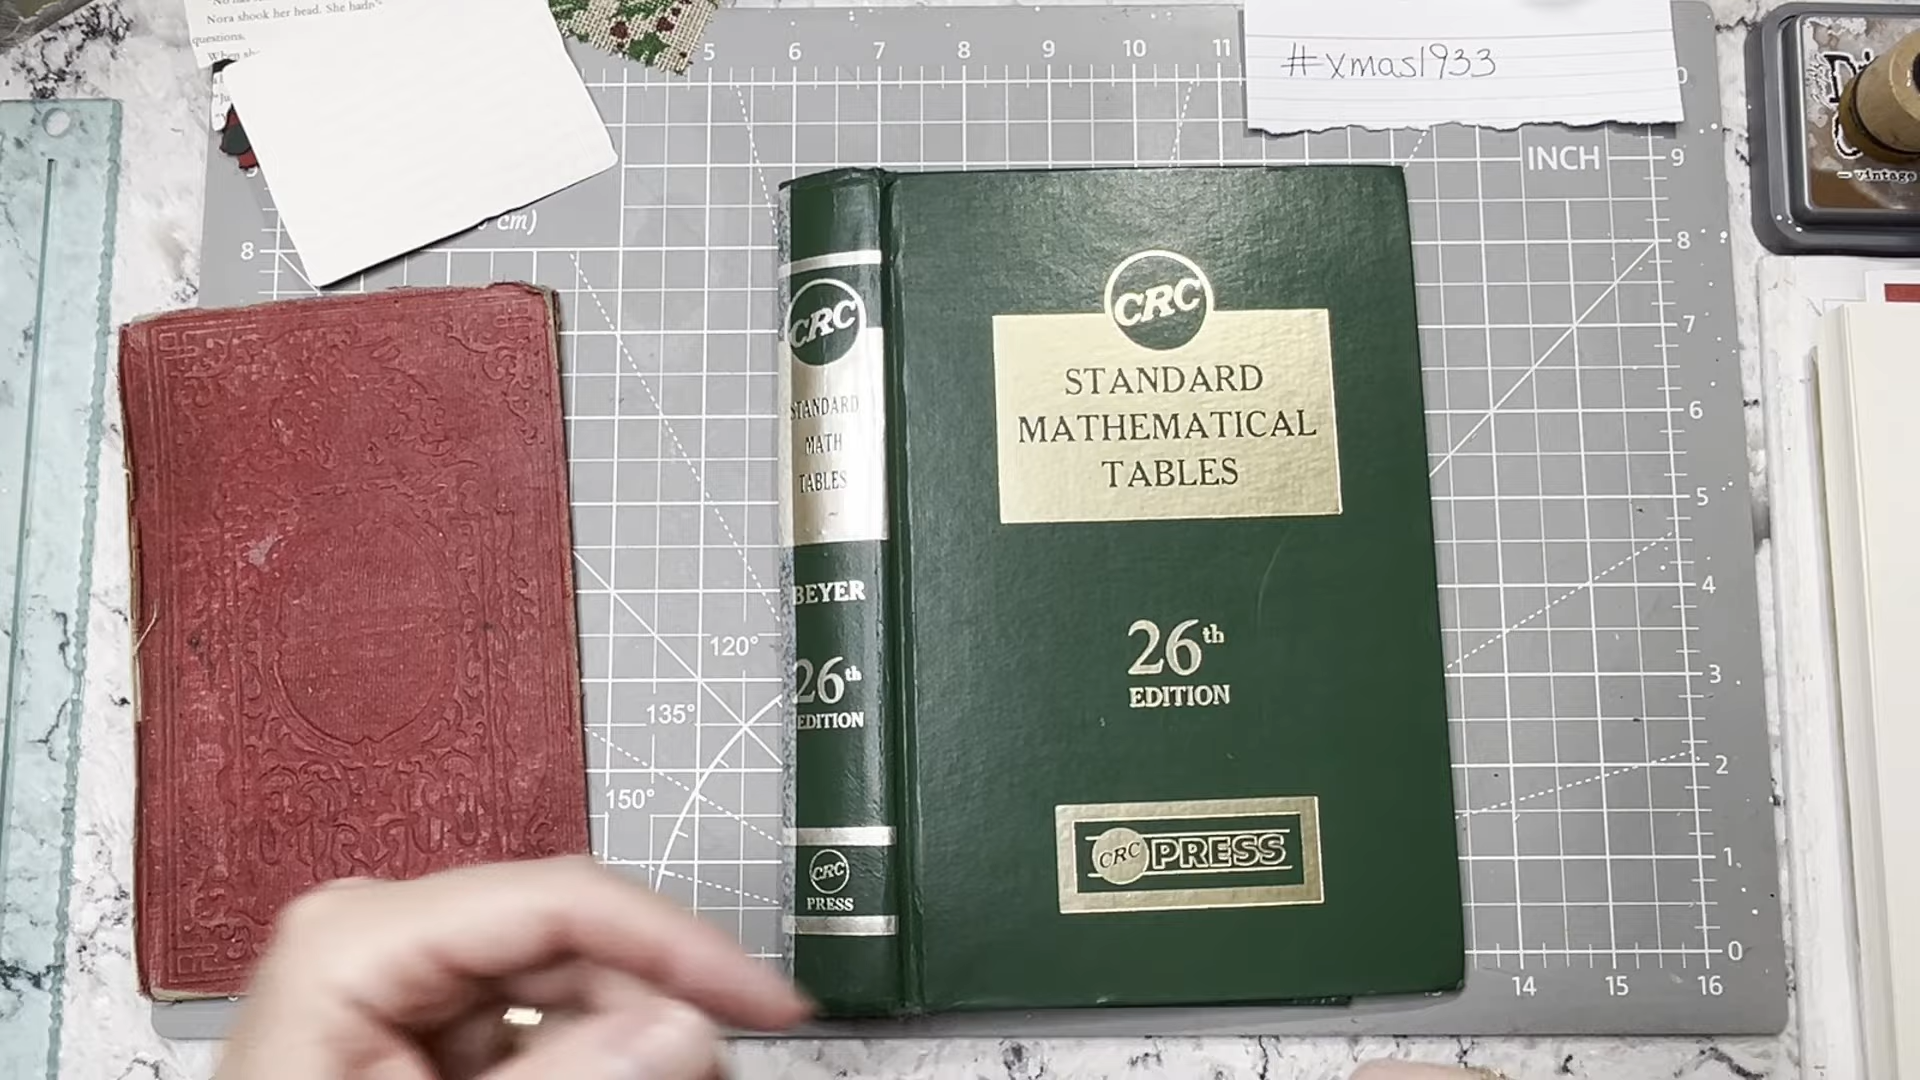 Nora shook her head. She hadn'
questions.
When sh
#xmas1933
5 6 7 8 9 10 11
INCH
9
8
7
6
5
4
3
2
1
0
14 15 16
cm)
8
120°
135°
150°
CRC
STANDARD
MATH
TABLES
BEYER
26th
EDITION
CRC
PRESS
CRC
STANDARD
MATHEMATICAL
TABLES
26th
EDITION
CRC PRESS
vintage